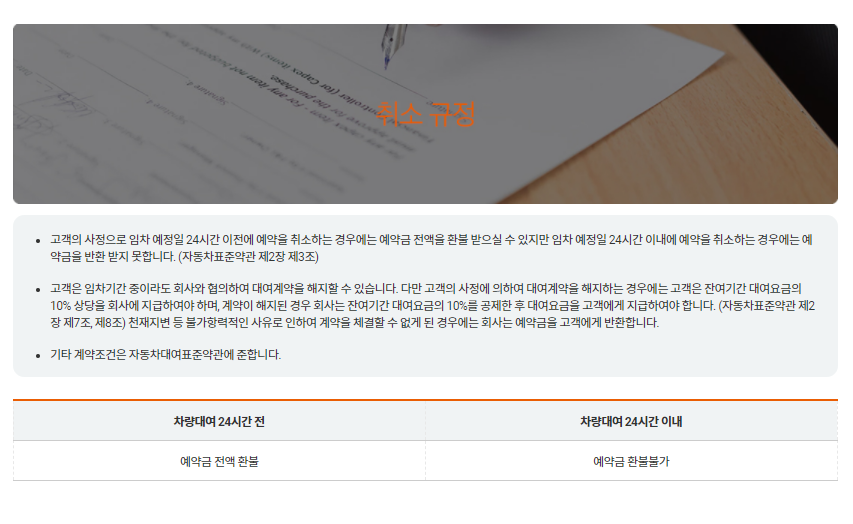 취소 규정
고객의 사정으로 임차 예정일 24시간 이전에 예약을 취소하는 경우에는 예약금 전액을 환불 받으실 수 있지만 임차 예정일 24시간 이내에 예약을 취소하는 경우에는 예
약금을 반환 받지 못합니다. (자동차표준약관 제2장 제3조)
고객은 임차기간 중이라도 회사와 협의하여 대여계약을 해지할 수 있습니다. 다만 고객의 사정에 의하여 대여계약을 해지하는 경우에는 고객은 잔여기간 대여요금의
10% 상당을 회사에 지급하여야 하며, 계약이 해지된 경우 회사는 잔여기간 대여요금의 10%를 공제한 후 대여요금을 고객에게 지급하여야 합니다. (자동차표준약관 제2
장 제7조, 제8조) 천재지변 등 불가항력적인 사유로 인하여 계약을 체결할 수 없게 된 경우에는 회사는 예약금을 고객에게 반환합니다.
기타 계약조건은 자동차대여표준약관에 준합니다.
차량대여 24시간 전 차량대여 24시간 이내
예약금 전액 환불 예약금 환불불가